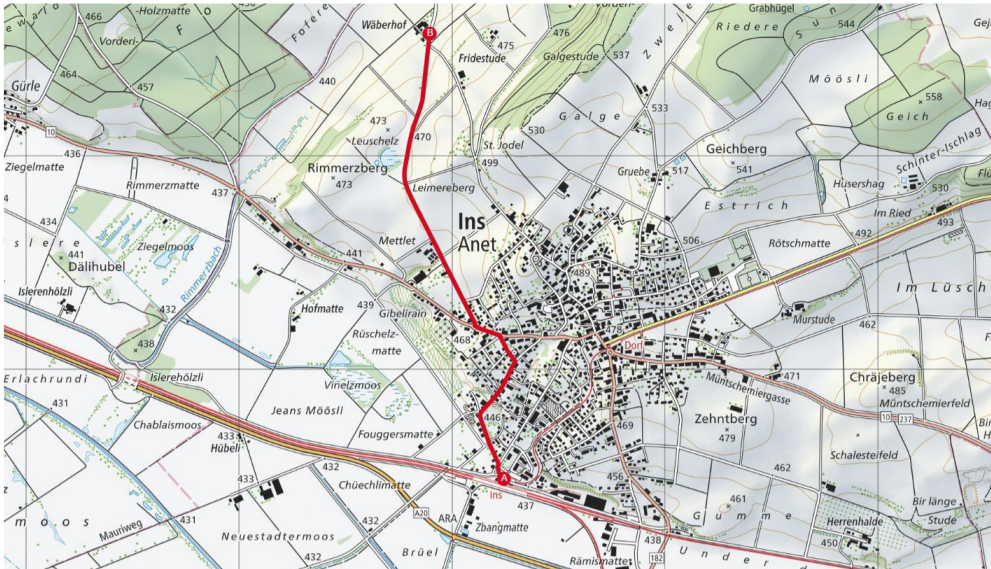 466
-Holzmatte
Vorderi-
464
457
Gürle
10
436
Ziegelmatte
Rimmerzmatte
437
434
Ziegelmoos
441
Dälihubel
Rimmerzbach
Islerenhölzli
432
438
Islerehölzli
Erlachrundi
431
Chablaismoos
433
Hübeli
433
431
Mauriweg
moos
Neuestadtermoos
432
432
432
Chüechlimatte
A20
ARA
Brüel
Wäberhof
B
475
Fridestude
476
Galgestude
537
440
473
Leuschelz
470
Rimmerzberg
473
St. Jodel
499
530
Leimereberg
Ins
Anet
Mettlet
441
439
Gibelirain
Hofmatte
Rüschelz-
matte
468
Vinelzmoos
Jeans Möösli
446
Fouggersmatte
A
Ins
437
Zbangmatte
Rämismatte
438
182
456
469
489
478
Dorf
506
Galge
533
Gruebe
517
Geichberg
541
Estrich
Grabhügel
Riedere
544
Möösli
558
Geich
Schinter-Ischlag
Hüsershag
530
Im Ried
493
492
Rötschmatte
Im Lüsch
Murstude
462
471
Müntschemiergasse
Chräjeberg
485
Müntschemierfeld
10
237
Zehntberg
479
Schalesteifeld
462
461
Gumme
Herrenhalde
450
Bir länge
Stude